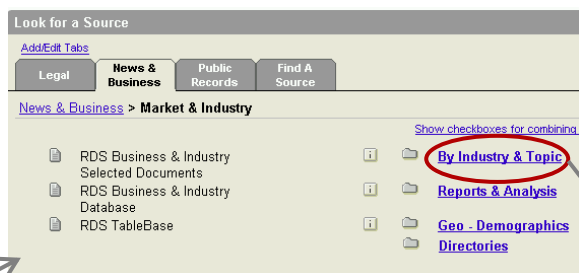 Look for a Source
Add/Edit Tabs
Legal
News &
Business
Public
Records
Find A
Source
News & Business > Market & Industry
Show checkboxes for combining
RDS Business & Industry
Selected Documents
i
By Industry & Topic
RDS Business & Industry
Database
i
Reports & Analysis
RDS TableBase
i
Geo - Demographics
Directories